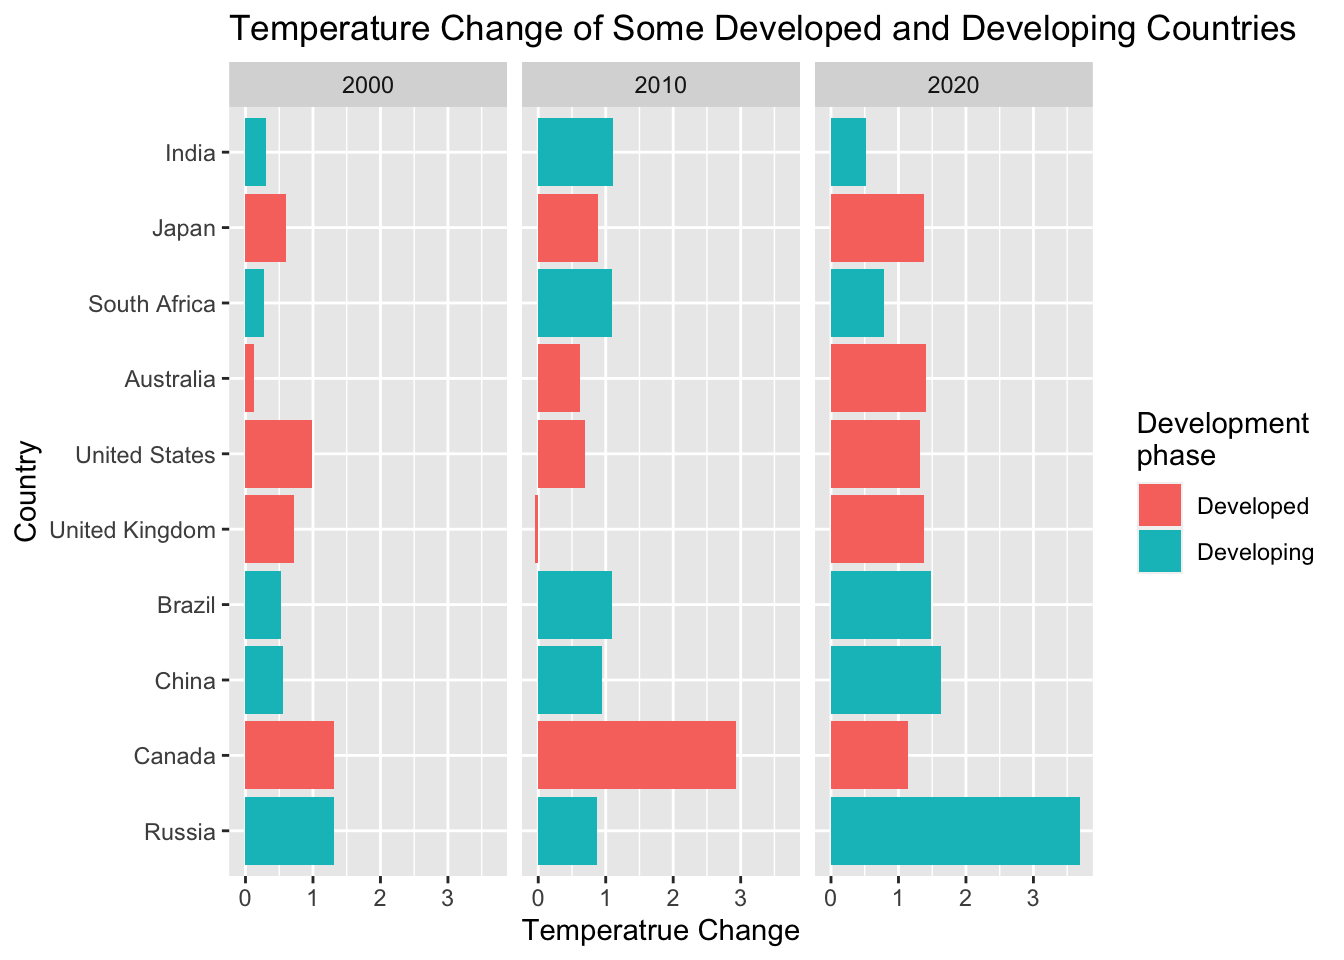 Temperature Change of Some Developed and Developing Countries
2000
2010
2020
India
Japan
South Africa
Australia
United States
United Kingdom
Brazil
China
Canada
Russia
Country
0 1 2 3
0 1 2 3
0 1 2 3
Temperatrue Change
Development
phase
Developed
Developing